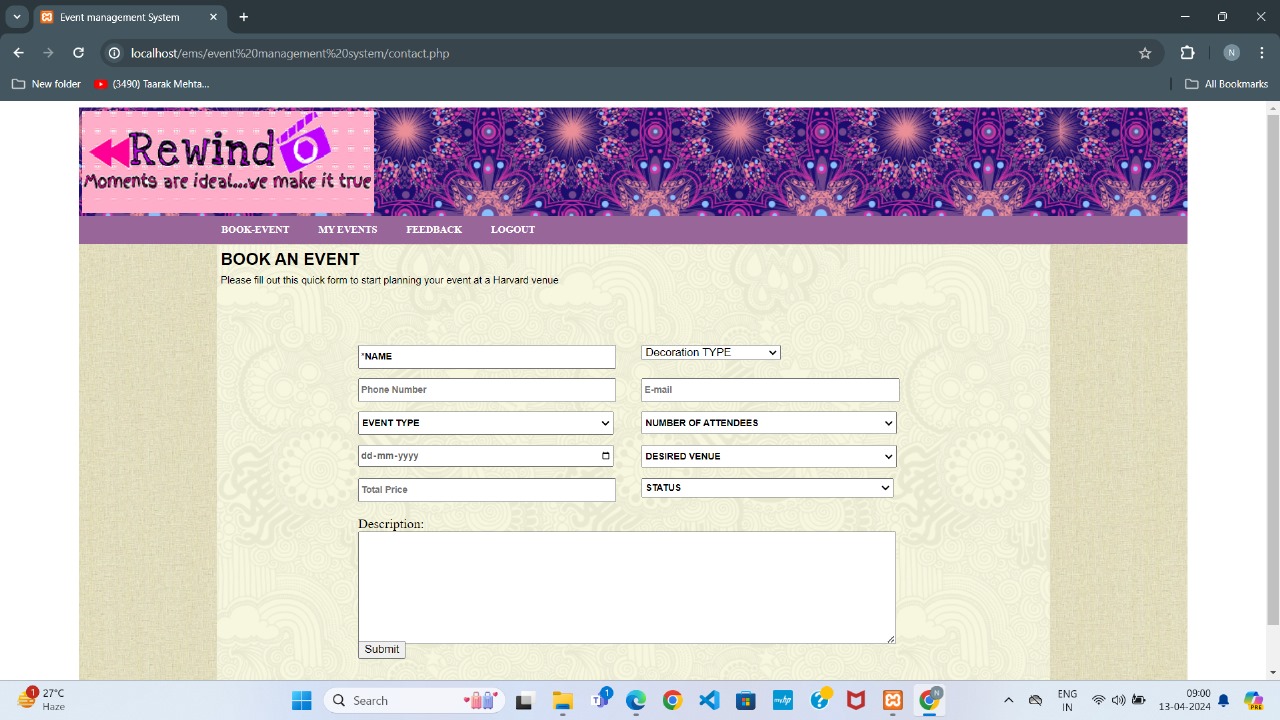 Event management System
localhost/ems/event%20management%20system/contact.php
N
New folder
(3490) Taarak Mehta...
All Bookmarks
Rewind
Moments are ideal...we make it true
BOOK-EVENT MY EVENTS FEEDBACK LOGOUT
BOOK AN EVENT
Please fill out this quick form to start planning your event at a Harvard venue
*NAME Decoration TYPE
Phone Number E-mail
EVENT TYPE NUMBER OF ATTENDEES
dd-mm-yyyy DESIRED VENUE
Total Price STATUS
Description:
Submit
1 27°C
Haze
Search
1
N
ENG
IN
09:00
13-04-2024
PRE